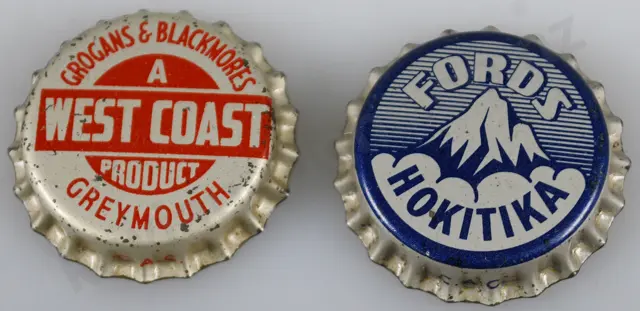 GROGANS & BLACKMORES
A
WEST COAST
PRODUCT
GREYMOUTH
FORDS
HOKITIKA